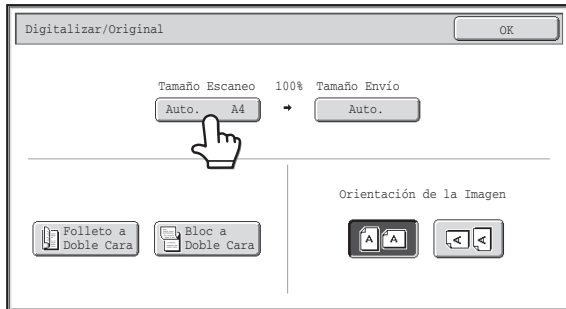 Digitalizar/Original
OK
Tamaño Escaneo 100% Tamaño Envío
Auto. A4 → Auto.
Orientación de la Imagen
Folleto a
Doble Cara
Bloc a
Doble Cara
A A A A